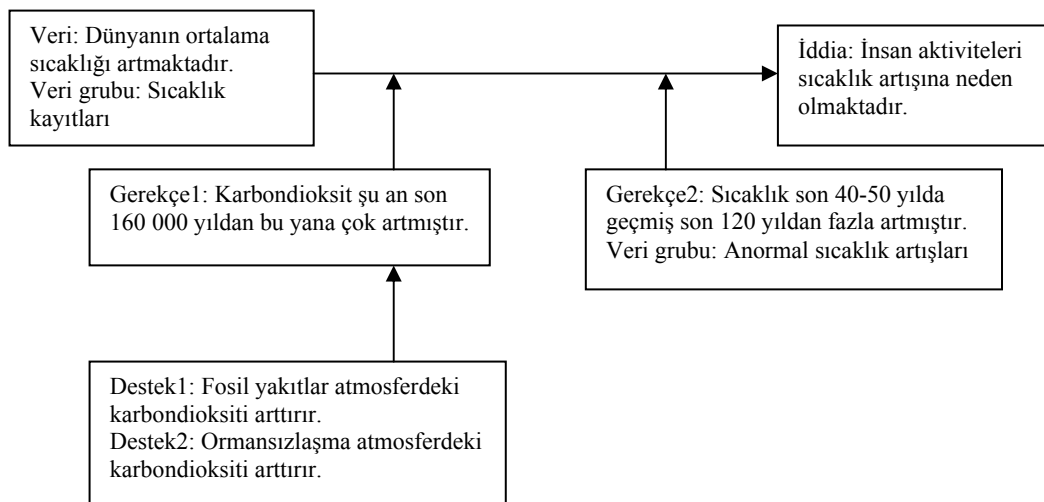 Veri: Dünyanın ortalama
sıcaklığı artmaktadır.
Veri grubu: Sıcaklık
kayıtları
İddia: İnsan aktiviteleri
sıcaklık artışına neden
olmaktadır.
Gerekçe1: Karbondioksit şu an son
160 000 yıldan bu yana çok artmıştır.
Gerekçe2: Sıcaklık son 40-50 yılda
geçmiş son 120 yıldan fazla artmıştır.
Veri grubu: Anormal sıcaklık artışları
Destek1: Fosil yakıtlar atmosferdeki
karbondioksiti arttırır.
Destek2: Ormansızlaşma atmosferdeki
karbondioksiti arttırır.